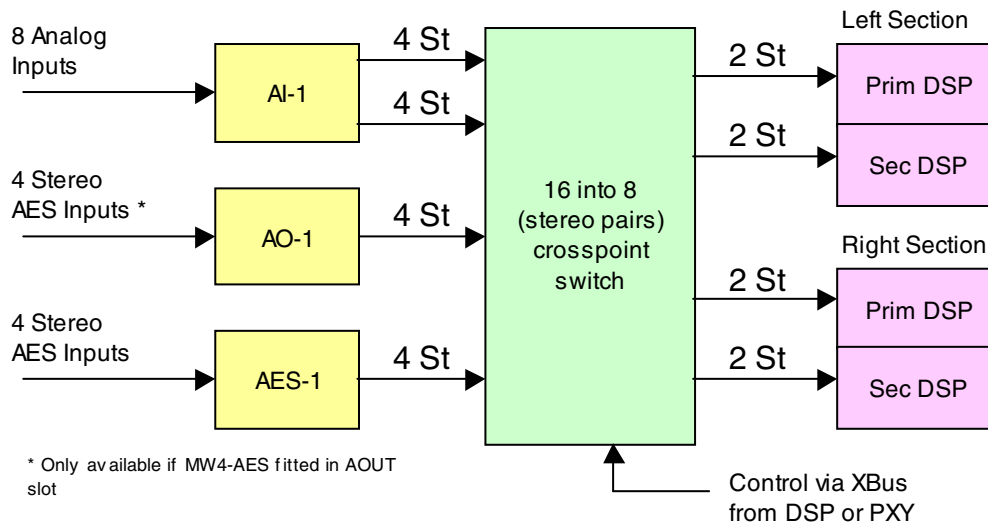 8 Analog
Inputs
AI-1
4 St
4 St
4 Stereo
AES Inputs *
AO-1
4 St
4 Stereo
AES Inputs
AES-1
4 St
* Only available if MW4-AES fitted in AOUT
slot
16 into 8
(stereo pairs)
crosspoint
switch
Left Section
2 St
Prim DSP
2 St
Sec DSP
Right Section
2 St
Prim DSP
2 St
Sec DSP
Control via XBus
from DSP or PXY